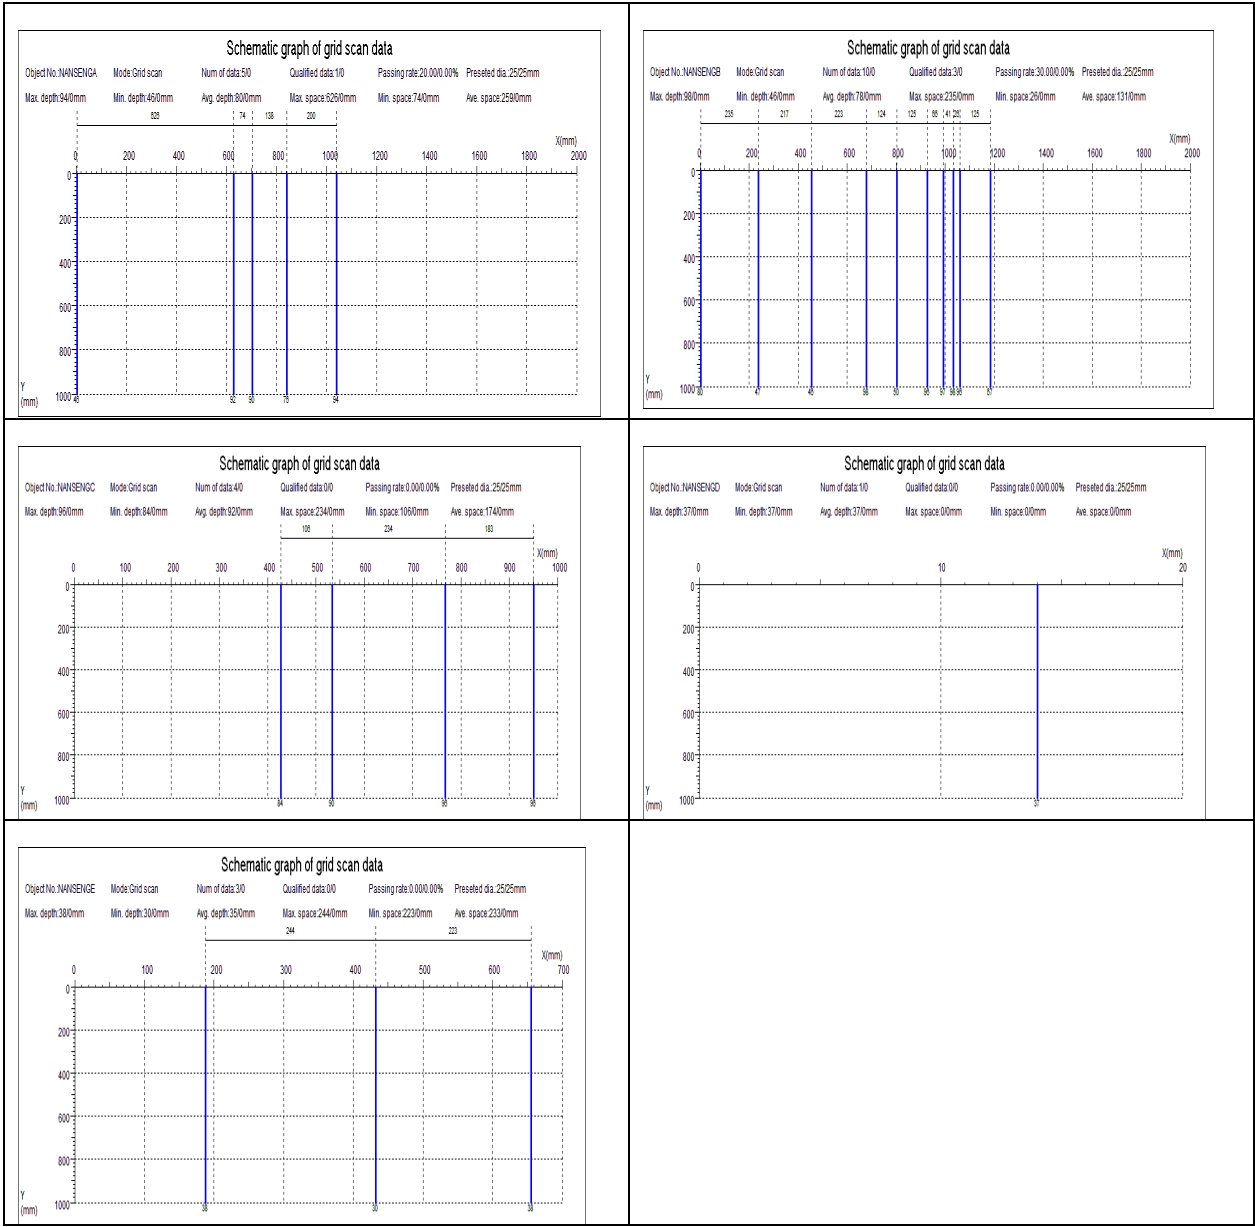 Schematic graph of grid scan data
Object No.:NANSENGA Mode:Grid scan Num of data:5/0 Qualified data:1/0 Passing rate:20.00/0.00% Preseted dia.:25/25mm
Max. depth:94/0mm Min. depth:46/0mm Avg. depth:80/0mm Max. space:626/0mm Min. space:74/0mm Ave. space:259/0mm
74 138 200
X(mm)
0 200 400 600 800 1000 1200 1400 1600 1800 2000
0
200
400
600
800
1000
Y
(mm)
92 90 94
Schematic graph of grid scan data
Object No.:NANSENGB Mode:Grid scan Num of data:10/0 Qualified data:3/0 Passing rate:30.00/0.00% Preseted dia.:25/25mm
Max. depth:98/0mm Min. depth:46/0mm Avg. depth:78/0mm Max. space:235/0mm Min. space:26/0mm Ave. space:131/0mm
235 217 223 124 125 41 26 125
X(mm)
0 200 400 600 800 1000 1200 1400 1600 1800 2000
0
200
400
600
800
1000
Y
(mm)
47 97
Schematic graph of grid scan data
Object No.:NANSENGC Mode:Grid scan Num of data:4/0 Qualified data:0/0 Passing rate:0.00/0.00% Preseted dia.:25/25mm
Max. depth:96/0mm Min. depth:84/0mm Avg. depth:92/0mm Max. space:234/0mm Min. space:106/0mm Ave. space:174/0mm
106 234 183
X(mm)
0 100 200 300 400 500 600 700 800 900 1000
0
200
400
600
800
1000
Y
(mm)
84 90 96
Schematic graph of grid scan data
Object No.:NANSENGD Mode:Grid scan Num of data:1/0 Qualified data:0/0 Passing rate:0.00/0.00% Preseted dia.:25/25mm
Max. depth:37/0mm Min. depth:37/0mm Avg. depth:37/0mm Max. space:0/0mm Min. space:0/0mm Ave. space:0/0mm
X(mm)
0 10 20
0
200
400
600
800
1000
Y
(mm)
37
Schematic graph of grid scan data
Object No.:NANSENGE Mode:Grid scan Num of data:3/0 Qualified data:0/0 Passing rate:0.00/0.00% Preseted dia.:25/25mm
Max. depth:38/0mm Min. depth:30/0mm Avg. depth:35/0mm Max. space:244/0mm Min. space:223/0mm Ave. space:233/0mm
244 223
X(mm)
0 100 200 300 400 500 600 700
0
200
400
600
800
1000
Y
(mm)
30 38